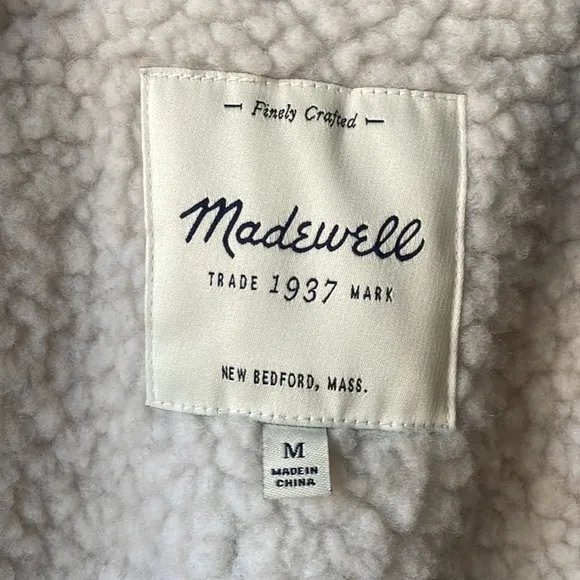 Finely Crafted
Madewell
TRADE 1937 MARK
NEW BEDFORD, MASS.
M
MADE IN
CHINA